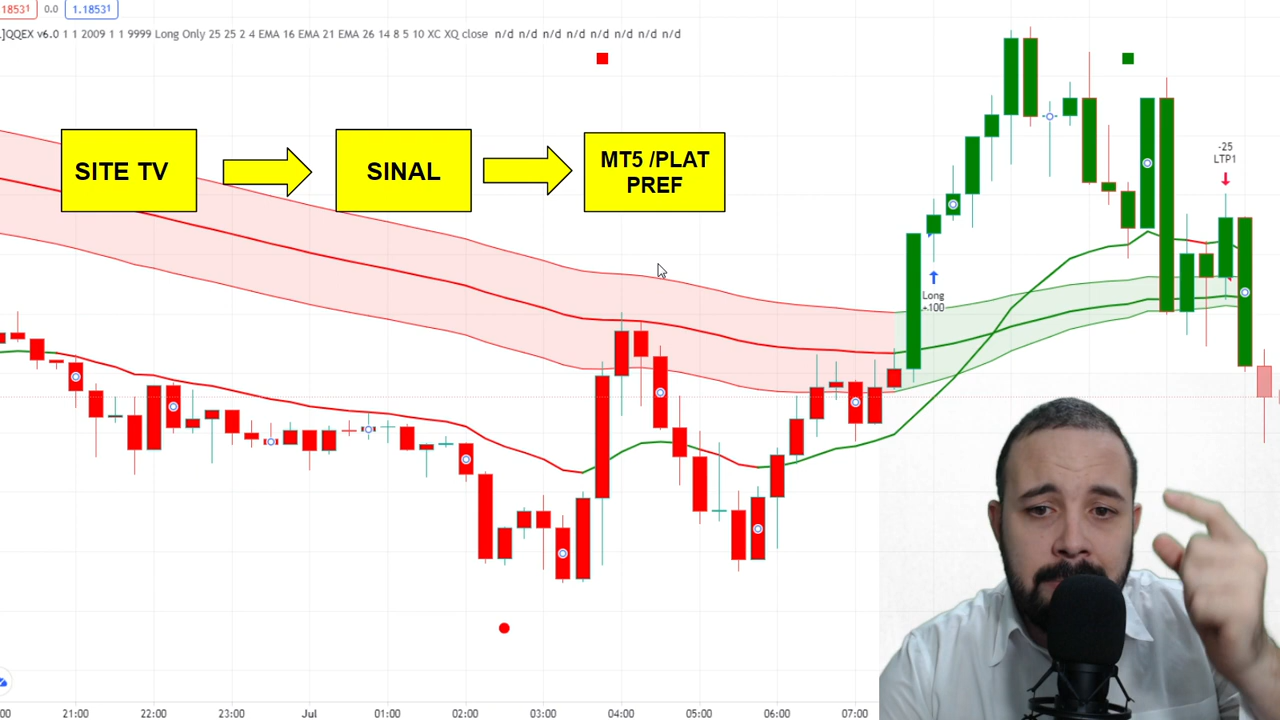 18531
0.0
1.18531
.]QQEX v6.0 1 1 2009 1 1 9999 Long Only 25 25 2 4 EMA 16 EMA 21 EMA 26 14 8 5 10 XC XQ close n/d n/d n/d n/d n/d n/d n/d n/d
SITE TV
SINAL
MT5 /PLAT
PREF
-25
LTP1
Long
+100
:00
21:00
22:00
23:00
Jul
01:00
02:00
03:00
04:00
05:00
06:00
07:00